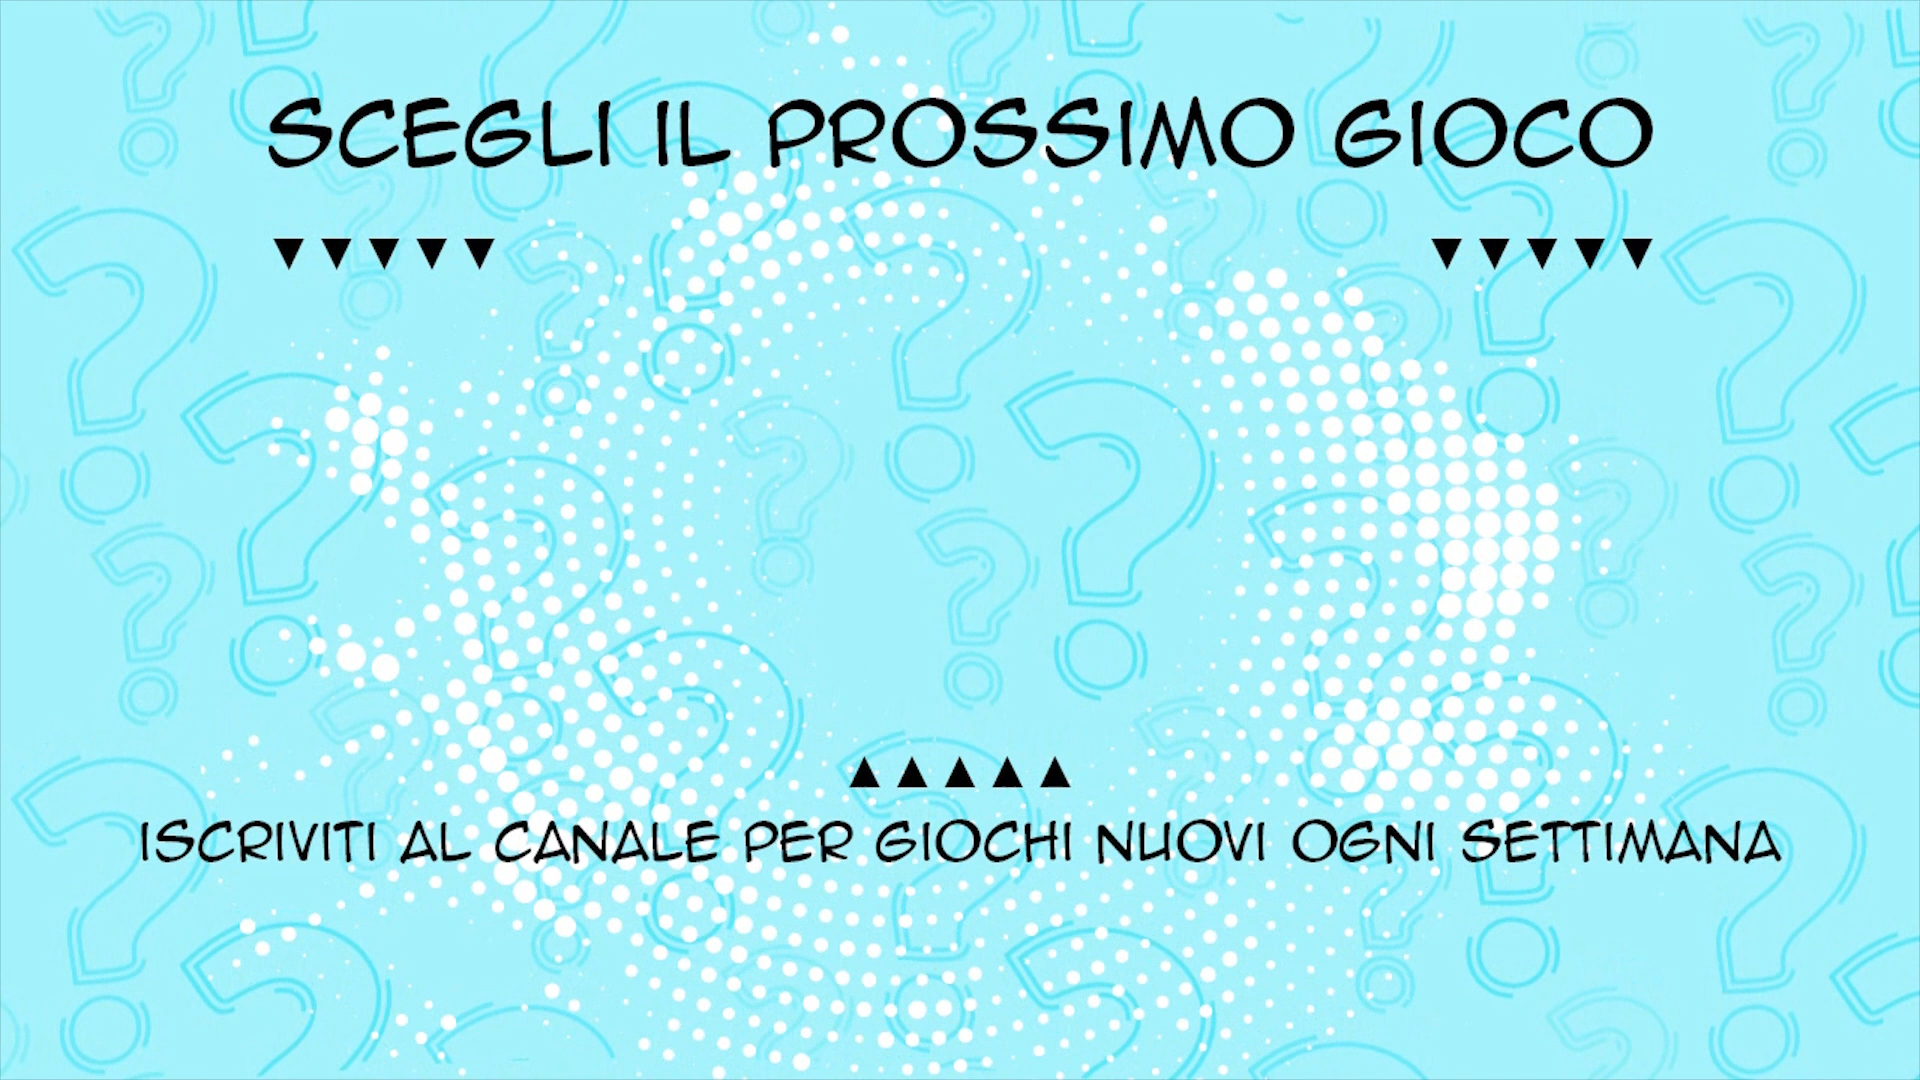 SCEGLI IL PROSSIMO GIOCO
▼▼▼▼▼ ▼▼▼▼▼
▲▲▲▲▲
ISCRIVITI AL CANALE PER GIOCHI NUOVI OGNI SETTIMANA